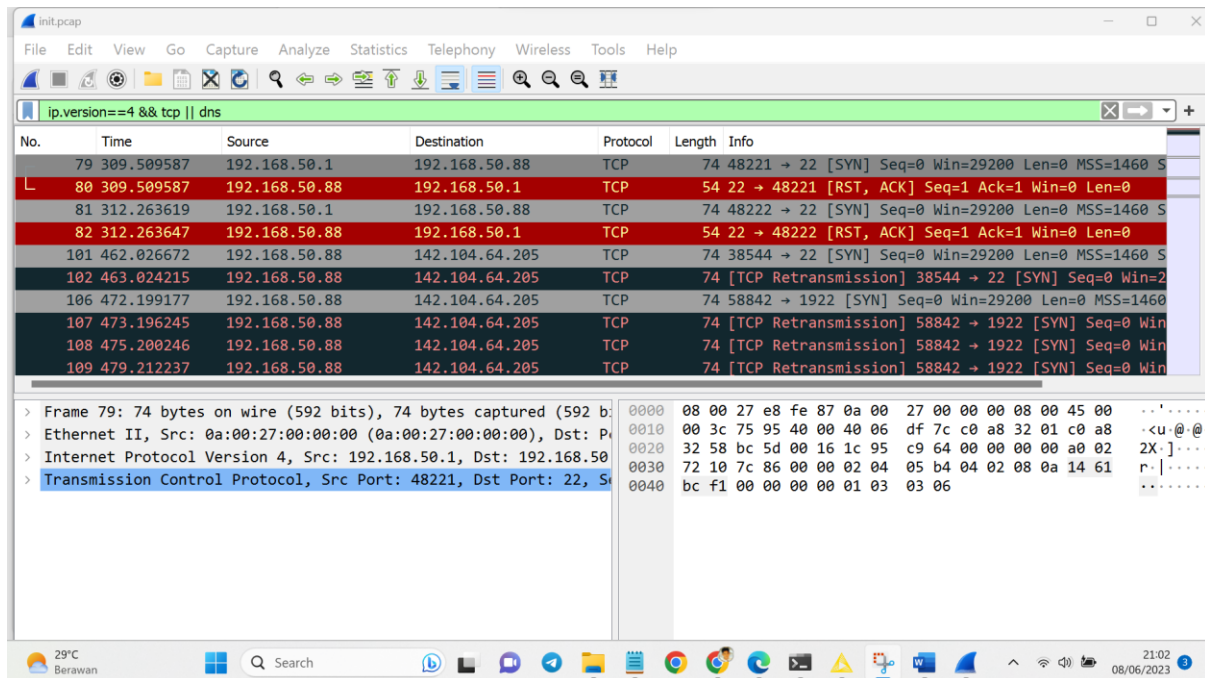 init.pcap
File Edit View Go Capture Analyze Statistics Telephony Wireless Tools Help
ip.version==4 && tcp || dns
No. Time Source Destination Protocol Length Info
79 309.509587 192.168.50.1 192.168.50.88 TCP 74 48221 → 22 [SYN] Seq=0 Win=29200 Len=0 MSS=1460 S
80 309.509587 192.168.50.88 192.168.50.1 TCP 54 22 → 48221 [RST, ACK] Seq=1 Ack=1 Win=0 Len=0
81 312.263619 192.168.50.1 192.168.50.88 TCP 74 48222 → 22 [SYN] Seq=0 Win=29200 Len=0 MSS=1460 S
82 312.263647 192.168.50.88 192.168.50.1 TCP 54 22 → 48222 [RST, ACK] Seq=1 Ack=1 Win=0 Len=0
101 462.026672 192.168.50.88 142.104.64.205 TCP 74 38544 → 22 [SYN] Seq=0 Win=29200 Len=0 MSS=1460 S
102 463.024215 192.168.50.88 142.104.64.205 TCP 74 [TCP Retransmission] 38544 → 22 [SYN] Seq=0 Win=2
106 472.199177 192.168.50.88 142.104.64.205 TCP 74 58842 → 1922 [SYN] Seq=0 Win=29200 Len=0 MSS=1460
107 473.196245 192.168.50.88 142.104.64.205 TCP 74 [TCP Retransmission] 58842 → 1922 [SYN] Seq=0 Win
108 475.200246 192.168.50.88 142.104.64.205 TCP 74 [TCP Retransmission] 58842 → 1922 [SYN] Seq=0 Win
109 479.212237 192.168.50.88 142.104.64.205 TCP 74 [TCP Retransmission] 58842 → 1922 [SYN] Seq=0 Win
> Frame 79: 74 bytes on wire (592 bits), 74 bytes captured (592 b
> Ethernet II, Src: 0a:00:27:00:00:00 (0a:00:27:00:00:00), Dst: P
> Internet Protocol Version 4, Src: 192.168.50.1, Dst: 192.168.50
> Transmission Control Protocol, Src Port: 48221, Dst Port: 22, S
0000 08 00 27 e8 fe 87 0a 00 27 00 00 00 08 00 45 00 ··'·····
0010 00 3c 75 95 40 00 40 06 df 7c c0 a8 32 01 c0 a8 ·<u·@·@
0020 32 58 bc 5d 00 16 1c 95 c9 64 00 00 00 00 a0 02 2X·]····
0030 72 10 7c 86 00 00 02 04 05 b4 04 02 08 0a 14 61 r·|·····
0040 bc f1 00 00 00 00 01 03 03 06 ········
29°C
Berawan
Search
21:02
08/06/2023
3